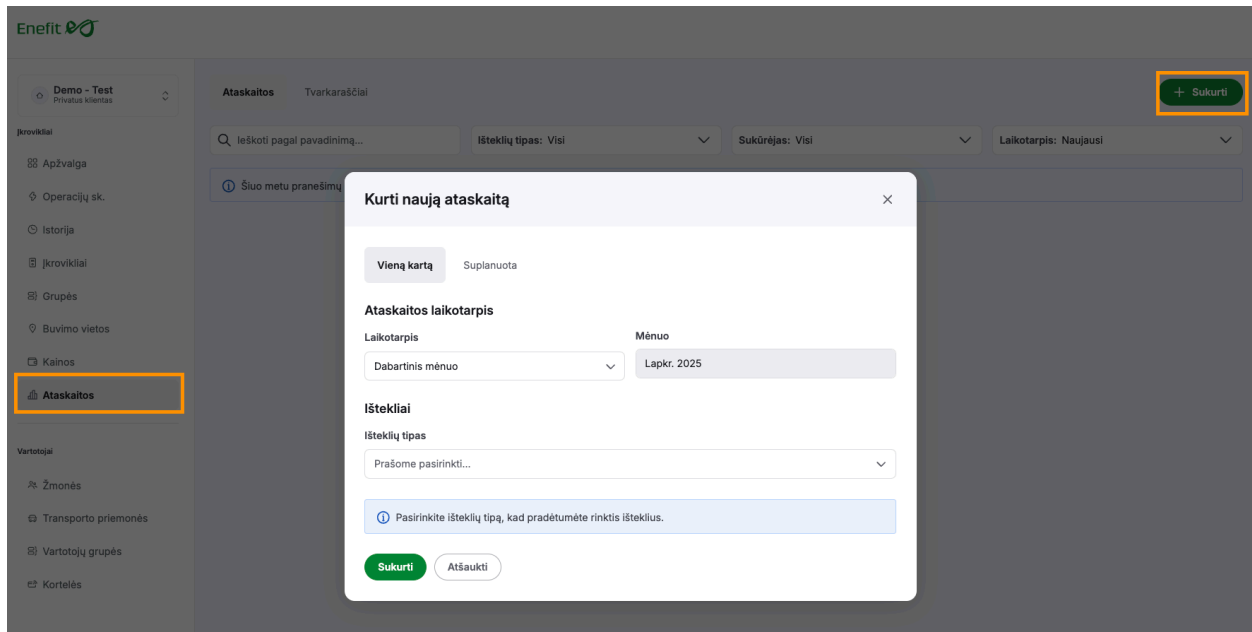 Enefit
Demo - Test
Privatus klientas
Ataskaitos
Tvarkaraščiai
+ Sukurti
Įkrovikliai
Ieškoti pagal pavadinimą...
Išteklių tipas: Visi
Sukūrėjas: Visi
Laikotarpis: Naujausi
Apžvalga
Šiuo metu pranešimų
Operacijų sk.
Istorija
Įkrovikliai
Grupės
Buvimo vietos
Kainos
Ataskaitos
Vartotojai
Žmonės
Transporto priemonės
Vartotojų grupės
Kortelės
Kurti naują ataskaitą
Vieną kartą
Suplanuota
Ataskaitos laikotarpis
Laikotarpis
Mėnuo
Dabartinis mėnuo
Lapkr. 2025
Ištekliai
Išteklių tipas
Prašome pasirinkti...
Pasirinkite išteklių tipą, kad pradėtumėte rinktis išteklius.
Sukurti
Atšaukti